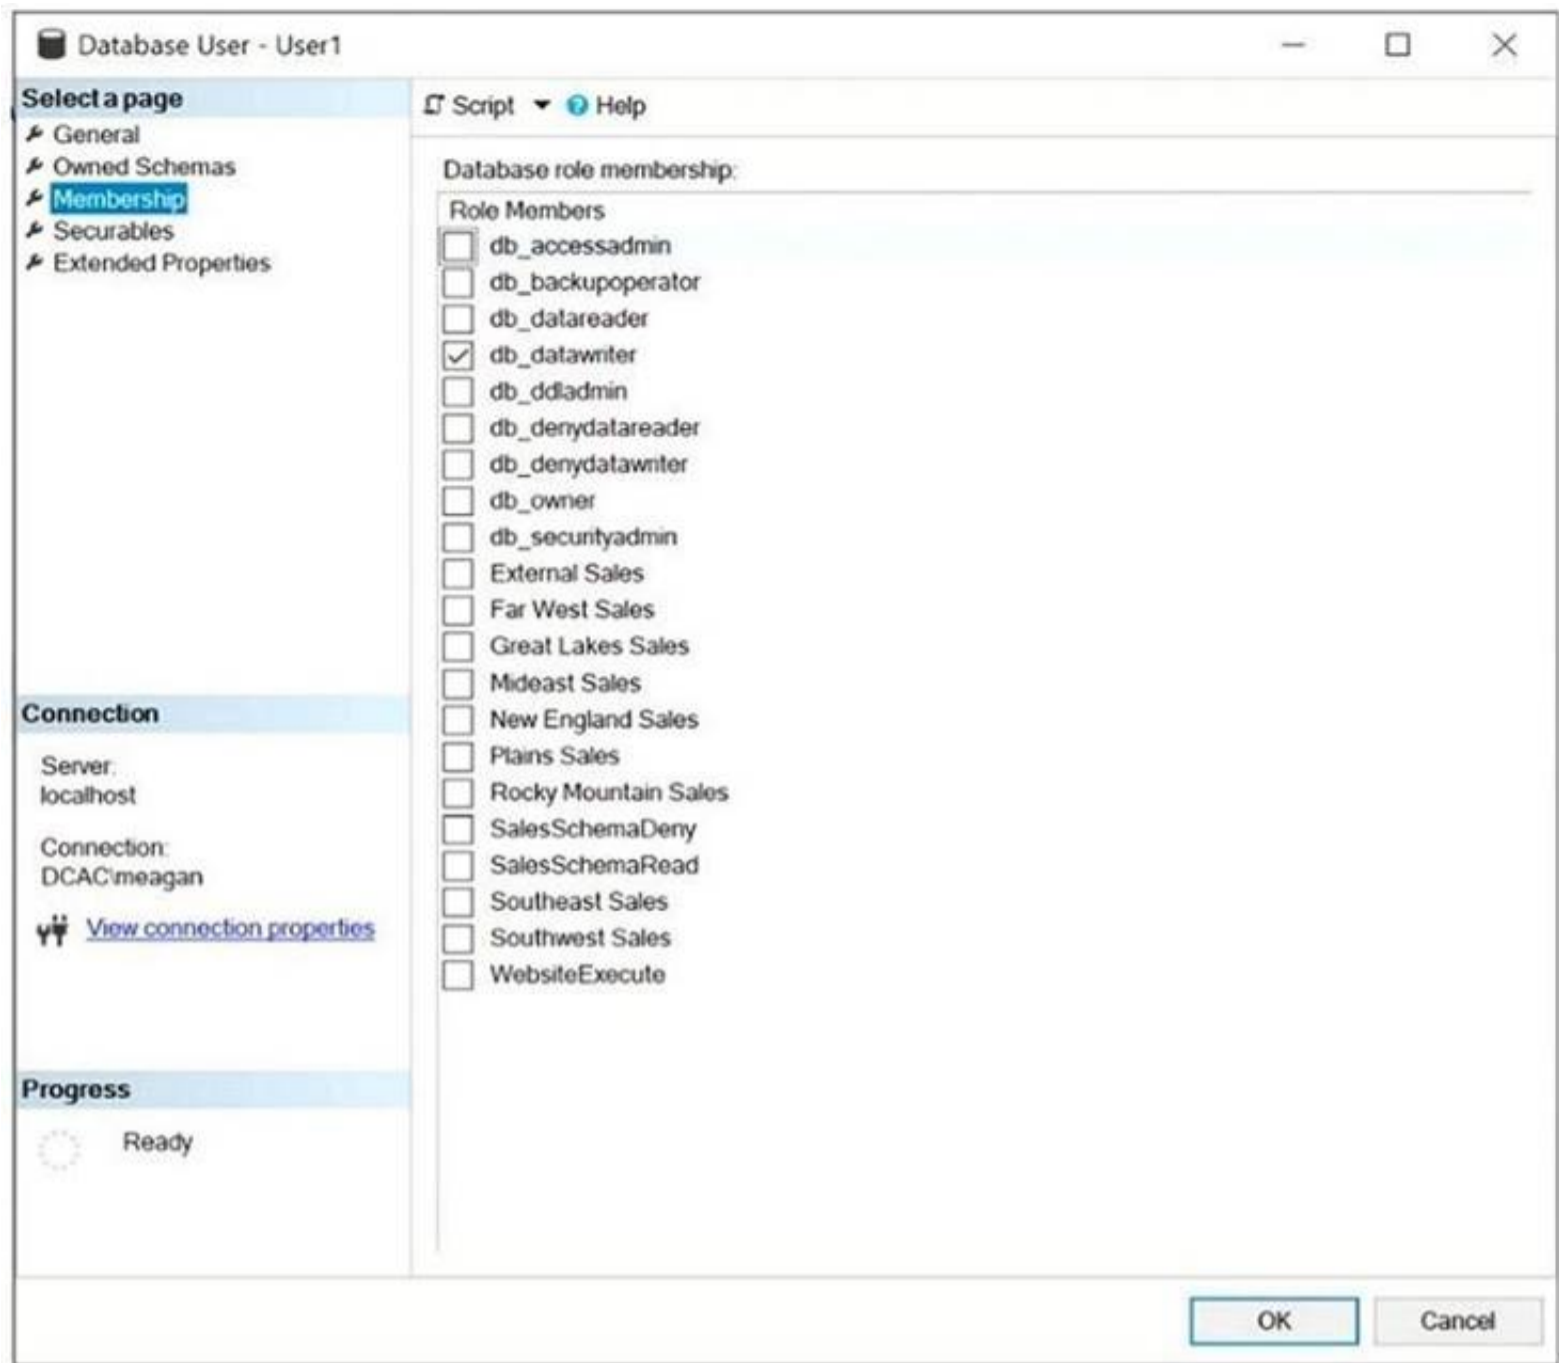 Database User - User1
Select a page
General
Owned Schemas
Membership
Securables
Extended Properties
Script
Help
Database role membership:
Role Members
db_accessadmin
db_backupoperator
db_datareader
db_datawriter
db_ddladmin
db_denydatareader
db_denydatawriter
db_owner
db_securityadmin
External Sales
Far West Sales
Great Lakes Sales
Mideast Sales
New England Sales
Plains Sales
Rocky Mountain Sales
SalesSchemaDeny
SalesSchemaRead
Southeast Sales
Southwest Sales
WebsiteExecute
Connection
Server:
localhost
Connection:
DCAC\meagan
View connection properties
Progress
Ready
OK
Cancel